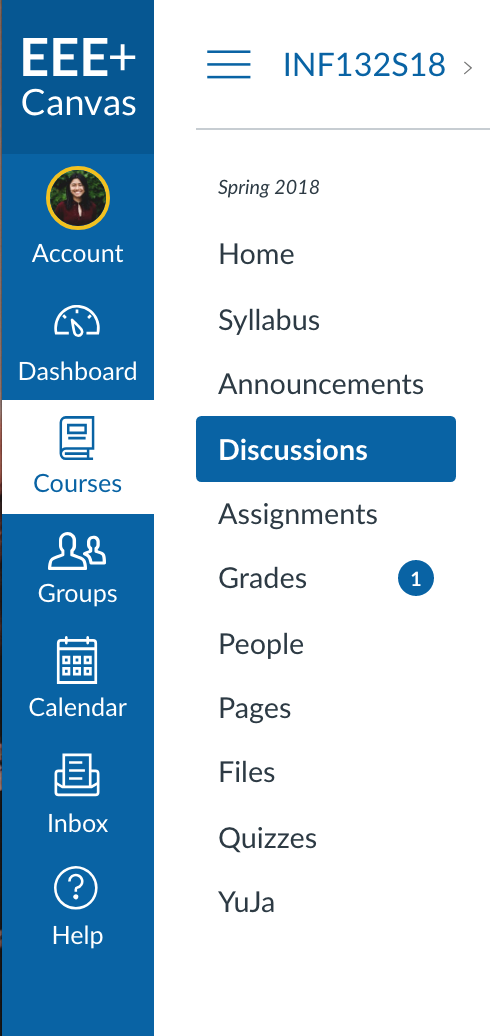 EEE+
Canvas
Account
Dashboard
Courses
Groups
Calendar
Inbox
Help
INF132S18 >
Spring 2018
Home
Syllabus
Announcements
Discussions
Assignments
Grades 1
People
Pages
Files
Quizzes
YuJa